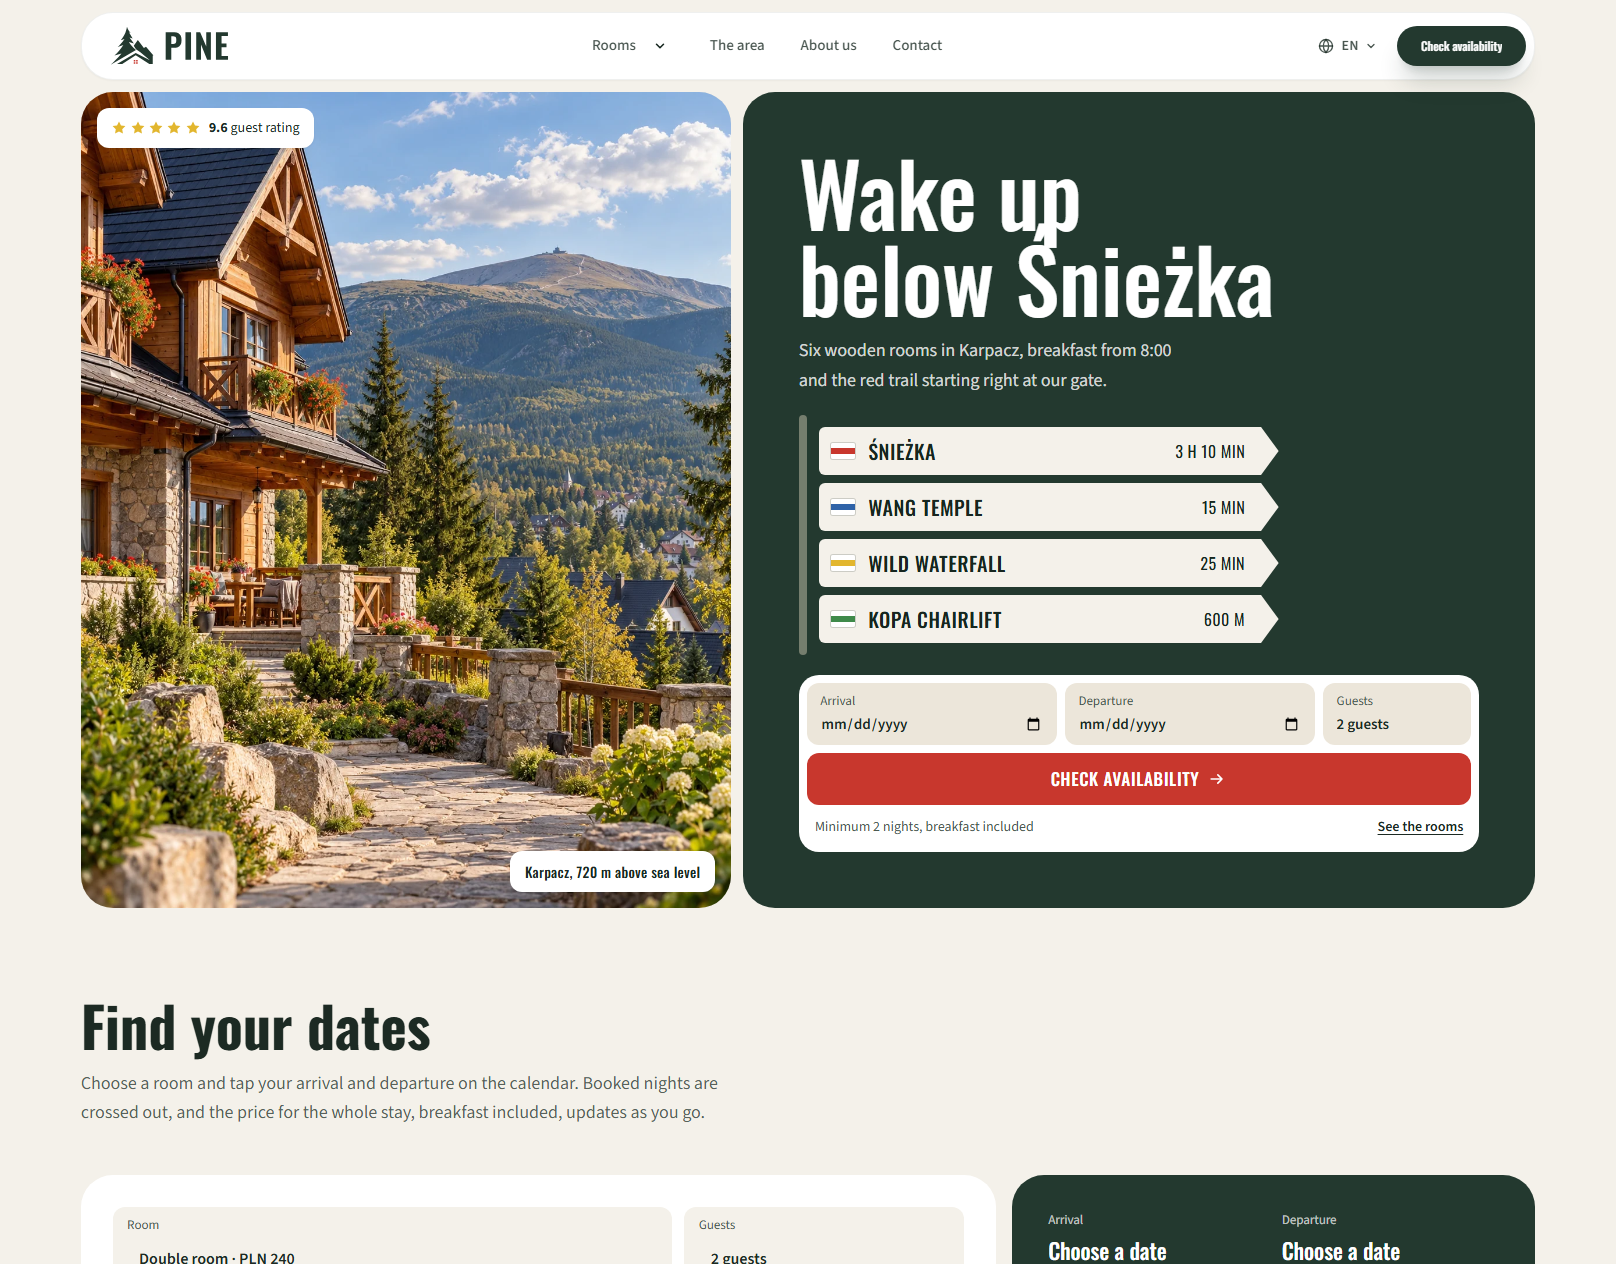 PINE
Rooms
The area
About us
Contact
EN
Check availability
9.6 guest rating
Karpacz, 720 m above sea level
Wake up
below Śnieżka
Six wooden rooms in Karpacz, breakfast from 8:00
and the red trail starting right at our gate.
ŚNIEŻKA 3 H 10 MIN
WANG TEMPLE 15 MIN
WILD WATERFALL 25 MIN
KOPA CHAIRLIFT 600 M
Arrival
mm/dd/yyyy
Departure
mm/dd/yyyy
Guests
2 guests
CHECK AVAILABILITY →
Minimum 2 nights, breakfast included
See the rooms
Find your dates
Choose a room and tap your arrival and departure on the calendar. Booked nights are
crossed out, and the price for the whole stay, breakfast included, updates as you go.
Room
Double room · PLN 240
Guests
2 guests
Arrival
Choose a date
Departure
Choose a date